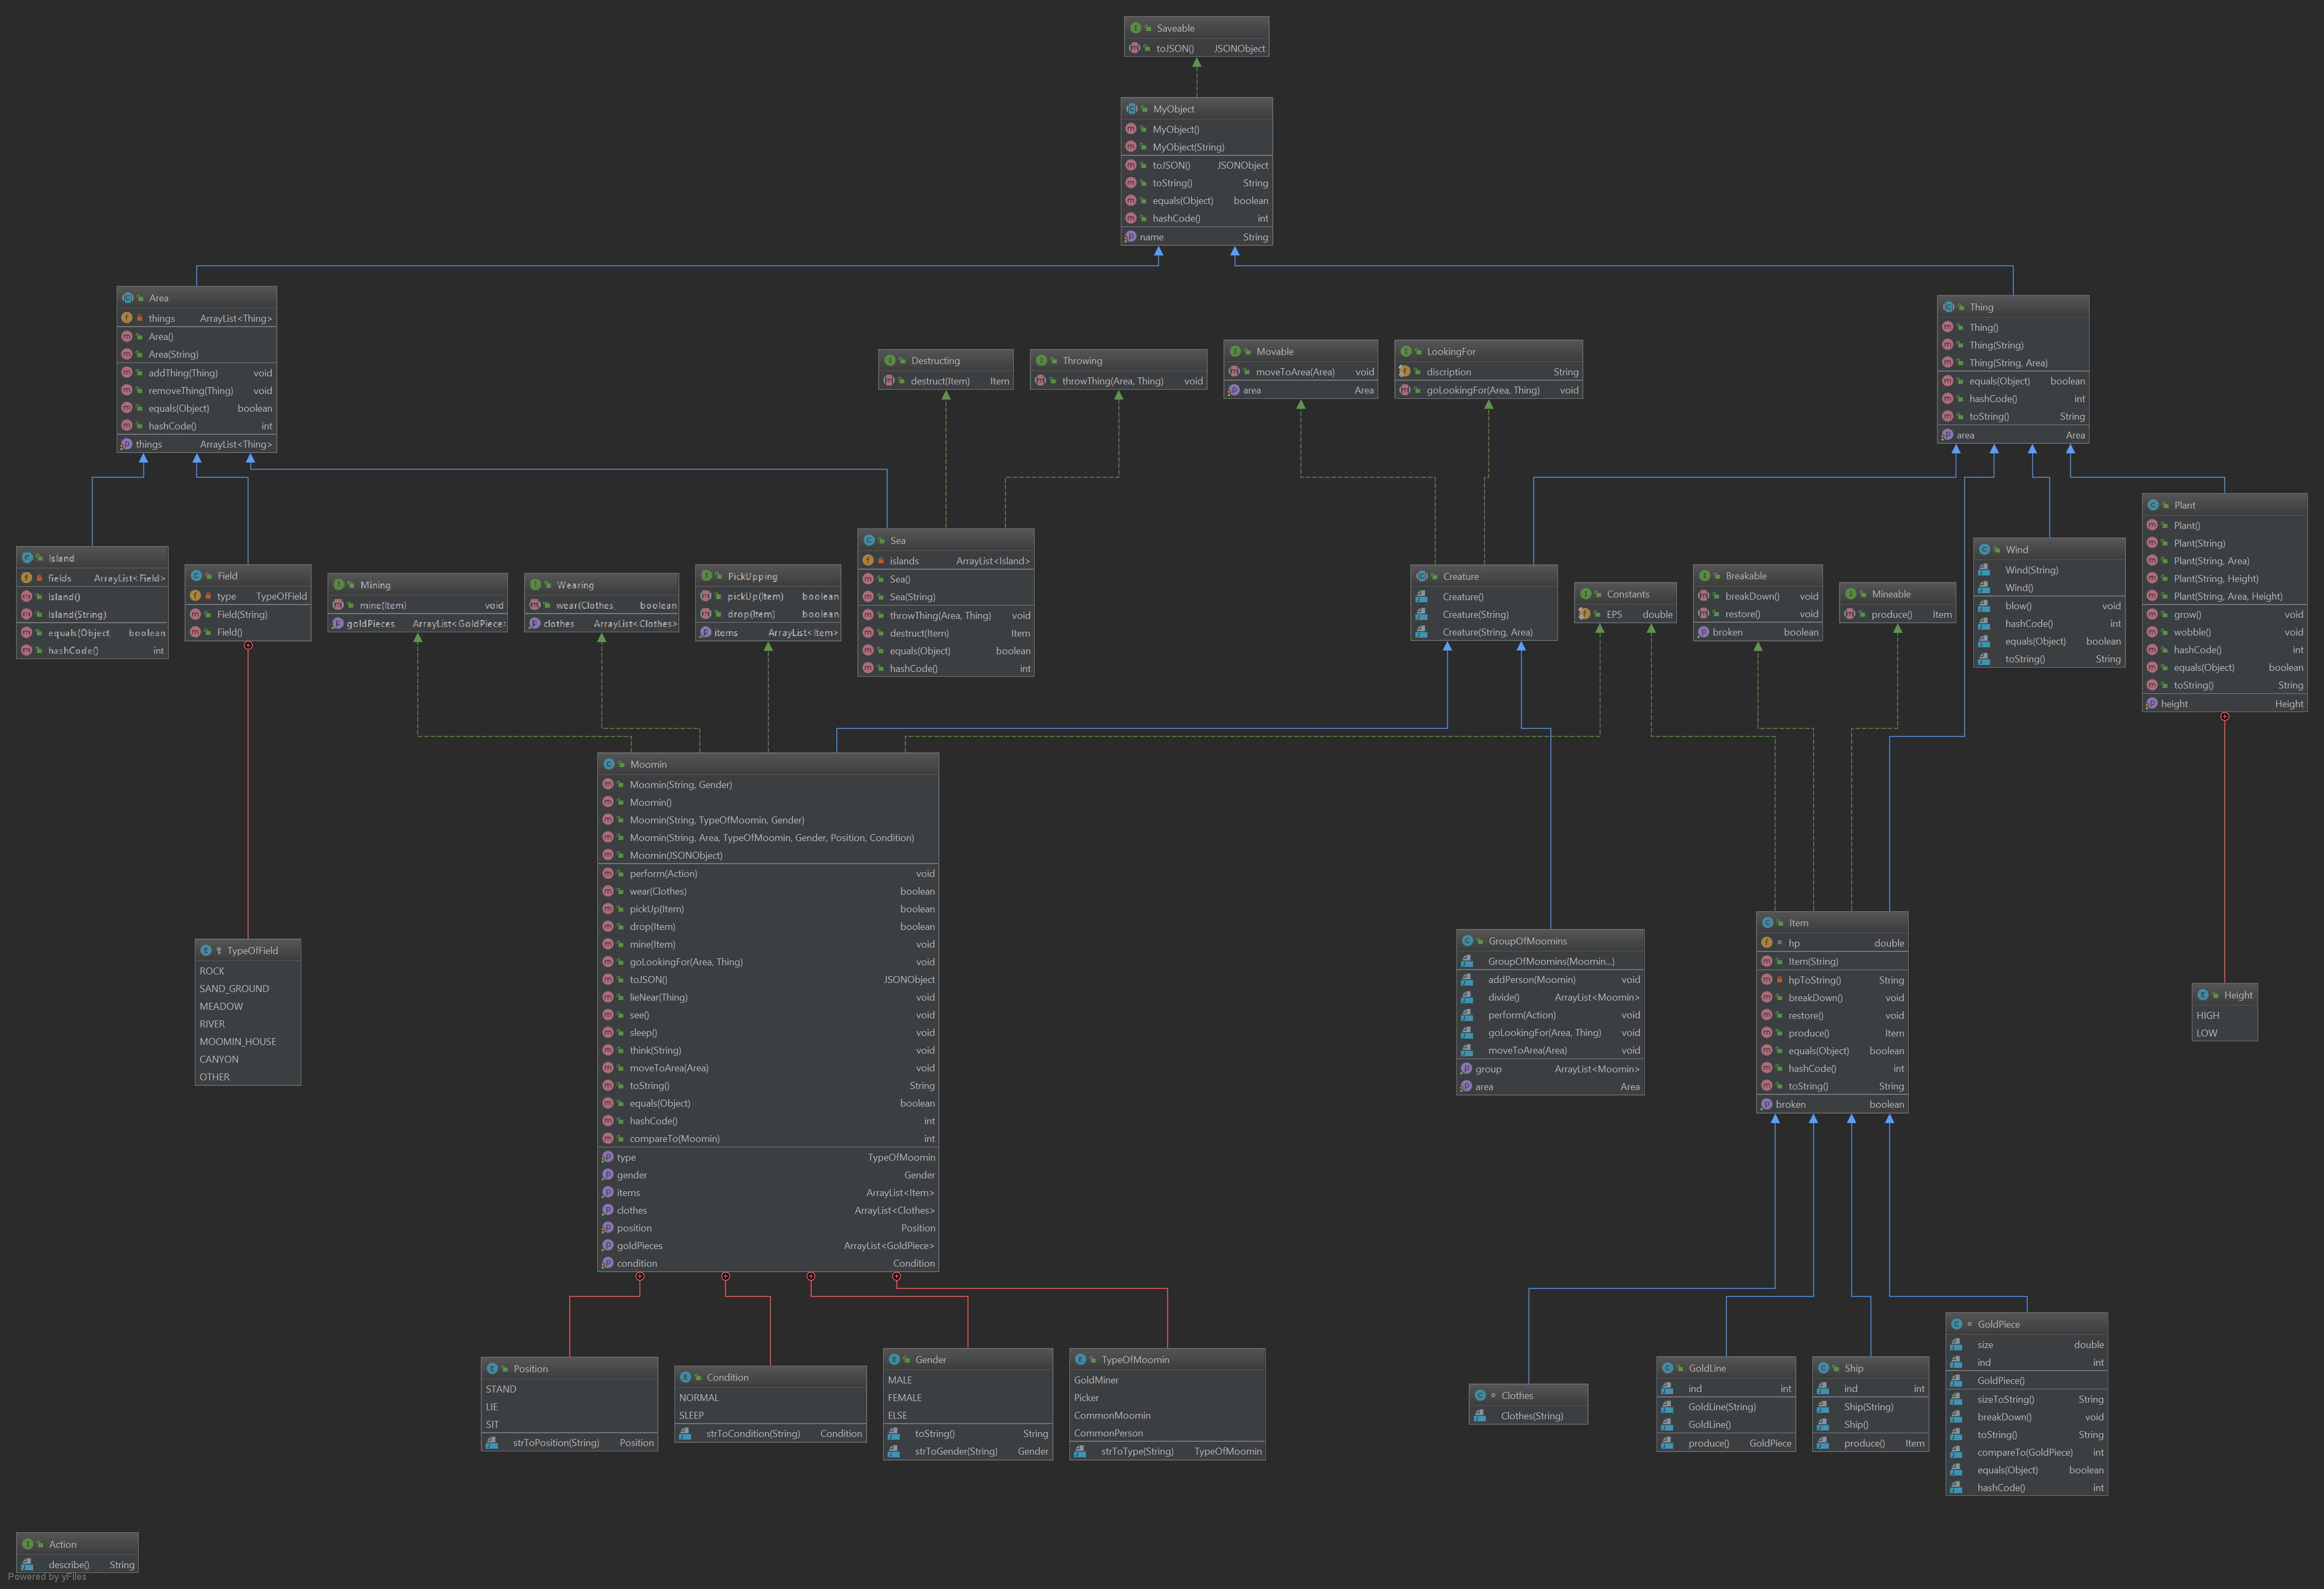 Saveable
toJSON() JSONObject
MyObject
MyObject()
MyObject(String)
toJSON() JSONObject
toString() String
equals(Object) boolean
hashCode() int
name String
Area
things ArrayList<Thing>
Area()
Area(String)
addThing(Thing) void
removeThing(Thing) void
equals(Object) boolean
hashCode() int
things ArrayList<Thing>
Destructing
destruct(Item) Item
Throwing
throwThing(Area, Thing) void
Movable
moveToArea(Area) void
area Area
LookingFor
discription String
goLookingFor(Area, Thing) void
Thing
Thing()
Thing(String)
Thing(String, Area)
equals(Object) boolean
hashCode() int
toString() String
area Area
Island
fields ArrayList<Field>
Island()
Island(String)
equals(Object boolean
hashCode() int
Field
type TypeOfField
Field(String)
Field()
Mining
mine(Item) void
goldPieces ArrayList<GoldPiece>
Wearing
wear(Clothes boolean
clothes ArrayList<Clothes>
PickUpping
pickUp(Item) boolean
drop(Item) boolean
items ArrayList<Item>
Sea
islands ArrayList<Island>
Sea()
Sea(String)
throwThing(Area, Thing) void
destruct(Item) Item
equals(Object) boolean
hashCode() int
Creature
Creature()
Creature(String)
Creature(String, Area)
Constants
EPS double
Breakable
breakDown() void
restore() void
broken boolean
Mineable
produce() Item
Wind
Wind(String)
Wind()
blow() void
hashCode() int
equals(Object) boolean
toString() String
Plant
Plant()
Plant(String)
Plant(String, Area)
Plant(String, Height)
Plant(String, Area, Height)
grow() void
wobble() void
hashCode() int
equals(Object) boolean
toString() String
height Height
Moomin
Moomin(String, Gender)
Moomin()
Moomin(String, TypeOfMoomin, Gender)
Moomin(String, Area, TypeOfMoomin, Gender, Position, Condition)
Moomin(JSONObject)
perform(Action) void
wear(Clothes) boolean
pickUp(Item) boolean
drop(Item) boolean
mine(Item) void
goLookingFor(Area, Thing) void
toJSON() JSONObject
lieNear(Thing) void
see() void
sleep() void
think(String) void
moveToArea(Area) void
toString() String
equals(Object) boolean
hashCode() int
compareTo(Moomin) int
type TypeOfMoomin
gender Gender
items ArrayList<Item>
clothes ArrayList<Clothes>
position Position
goldPieces ArrayList<GoldPiece>
condition Condition
TypeOfField
ROCK
SAND_GROUND
MEADOW
RIVER
MOOMIN_HOUSE
CANYON
OTHER
GroupOfMoomins
GroupOfMoomins(Moomin...)
addPerson(Moomin) void
divide() ArrayList<Moomin>
perform(Action) void
goLookingFor(Area, Thing) void
moveToArea(Area) void
group ArrayList<Moomin>
area Area
Item
hp double
Item(String)
hpToString() String
breakDown() void
restore() void
produce() Item
equals(Object) boolean
hashCode() int
toString() String
broken boolean
Height
HIGH
LOW
Position
STAND
LIE
SIT
strToPosition(String) Position
Condition
NORMAL
SLEEP
strToCondition(String) Condition
Gender
MALE
FEMALE
ELSE
toString() String
strToGender(String) Gender
TypeOfMoomin
GoldMiner
Picker
CommonMoomin
CommonPerson
strToType(String) TypeOfMoomin
Clothes
Clothes(String)
GoldLine
ind int
GoldLine(String)
GoldLine()
produce() GoldPiece
Ship
ind int
Ship(String)
Ship()
produce() Item
GoldPiece
size double
ind int
GoldPiece()
sizeToString() String
breakDown() void
toString() String
compareTo(GoldPiece) int
equals(Object) boolean
hashCode() int
Action
describe() String
Powered by yFiles